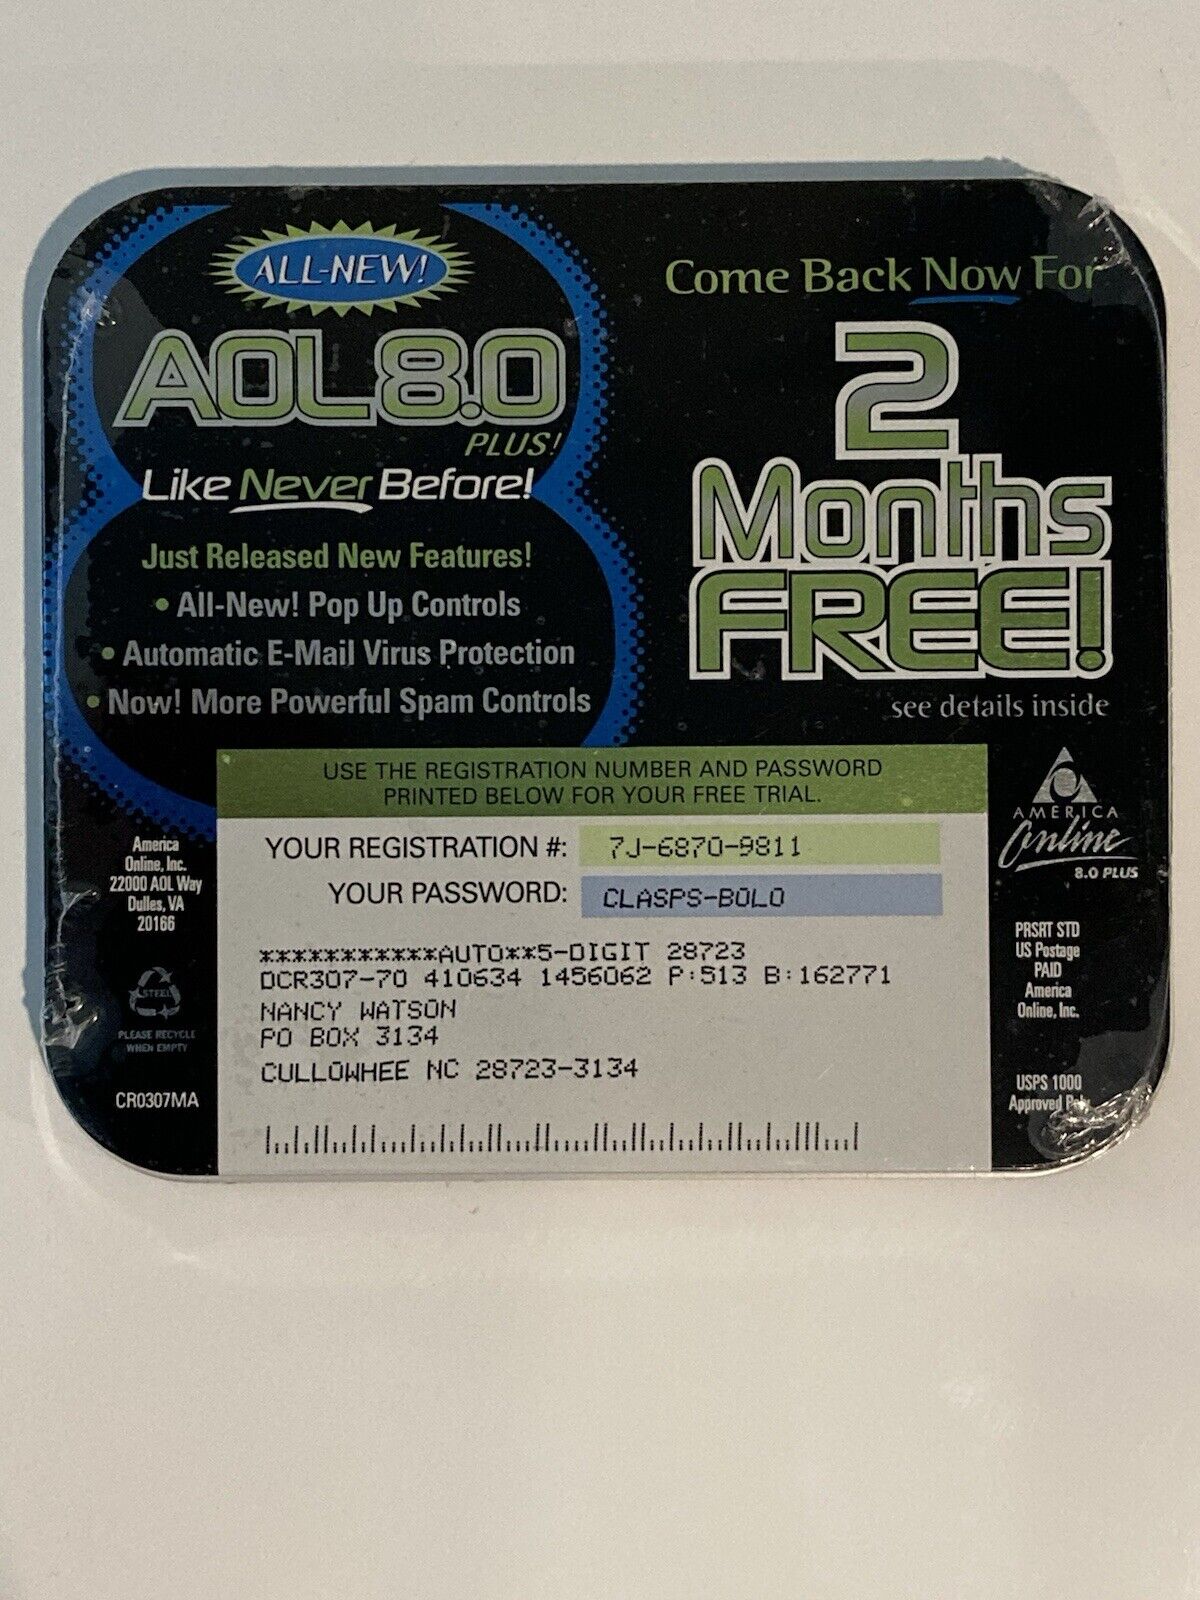 ALL-NEW!
AOL 8.0
PLUS!
Like Never Before!
Just Released New Features!
• All-New! Pop Up Controls
• Automatic E-Mail Virus Protection
• Now! More Powerful Spam Controls
Come Back Now For
2
Months
FREE!
see details inside
USE THE REGISTRATION NUMBER AND PASSWORD
PRINTED BELOW FOR YOUR FREE TRIAL.
YOUR REGISTRATION #: 7J-6870-9811
YOUR PASSWORD: CLASPS-BOLO
***********AUTO**5-DIGIT 28723
DCR307-70 410634 1456062 P:513 B:162771
NANCY WATSON
PO BOX 3134
CULLOWHEE NC 28723-3134
America
Online, Inc.
22000 AOL Way
Dulles, VA
20166
STEEL
PLEASE RECYCLE
WHEN EMPTY
CR0307MA
AMERICA
Online
8.0 PLUS
PRSRT STD
US Postage
PAID
America
Online, Inc.
USPS 1000
Approved